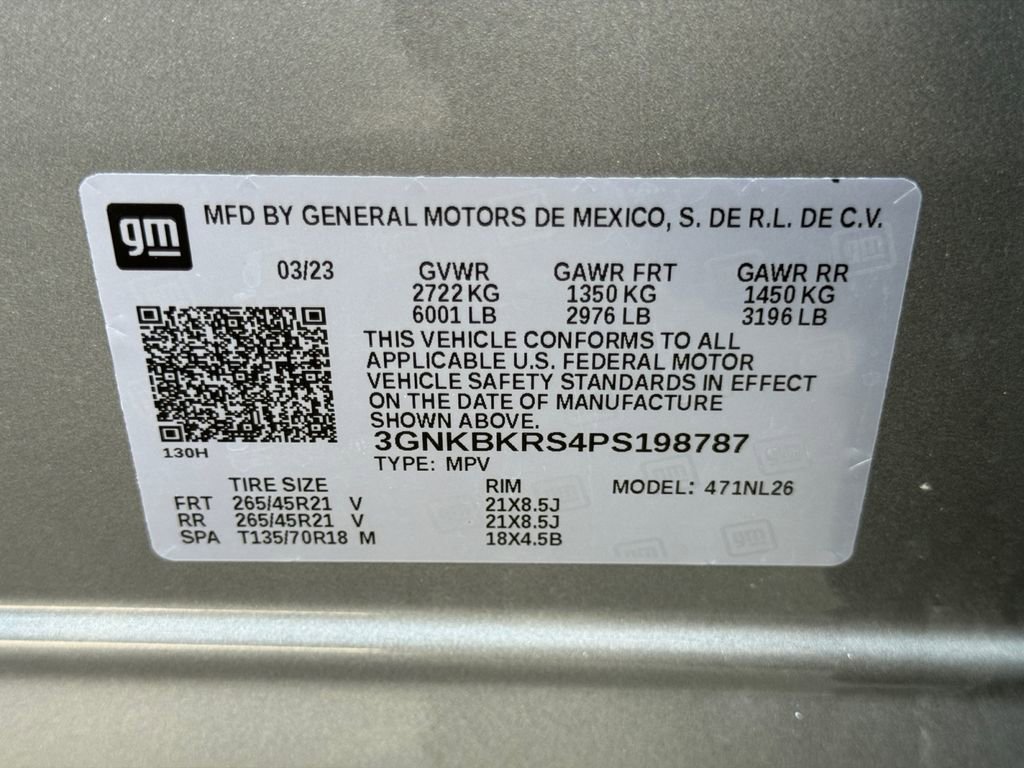 gm MFD BY GENERAL MOTORS DE MEXICO, S. DE R.L. DE C.V.
03/23 GVWR GAWR FRT GAWR RR
2722 KG 1350 KG 1450 KG
6001 LB 2976 LB 3196 LB
THIS VEHICLE CONFORMS TO ALL
APPLICABLE U.S. FEDERAL MOTOR
VEHICLE SAFETY STANDARDS IN EFFECT
ON THE DATE OF MANUFACTURE
SHOWN ABOVE.
3GNKBKRS4PS198787
130H
TYPE: MPV
TIRE SIZE RIM MODEL: 471NL26
FRT 265/45R21 V 21X8.5J
RR 265/45R21 V 21X8.5J
SPA T135/70R18 M 18X4.5B